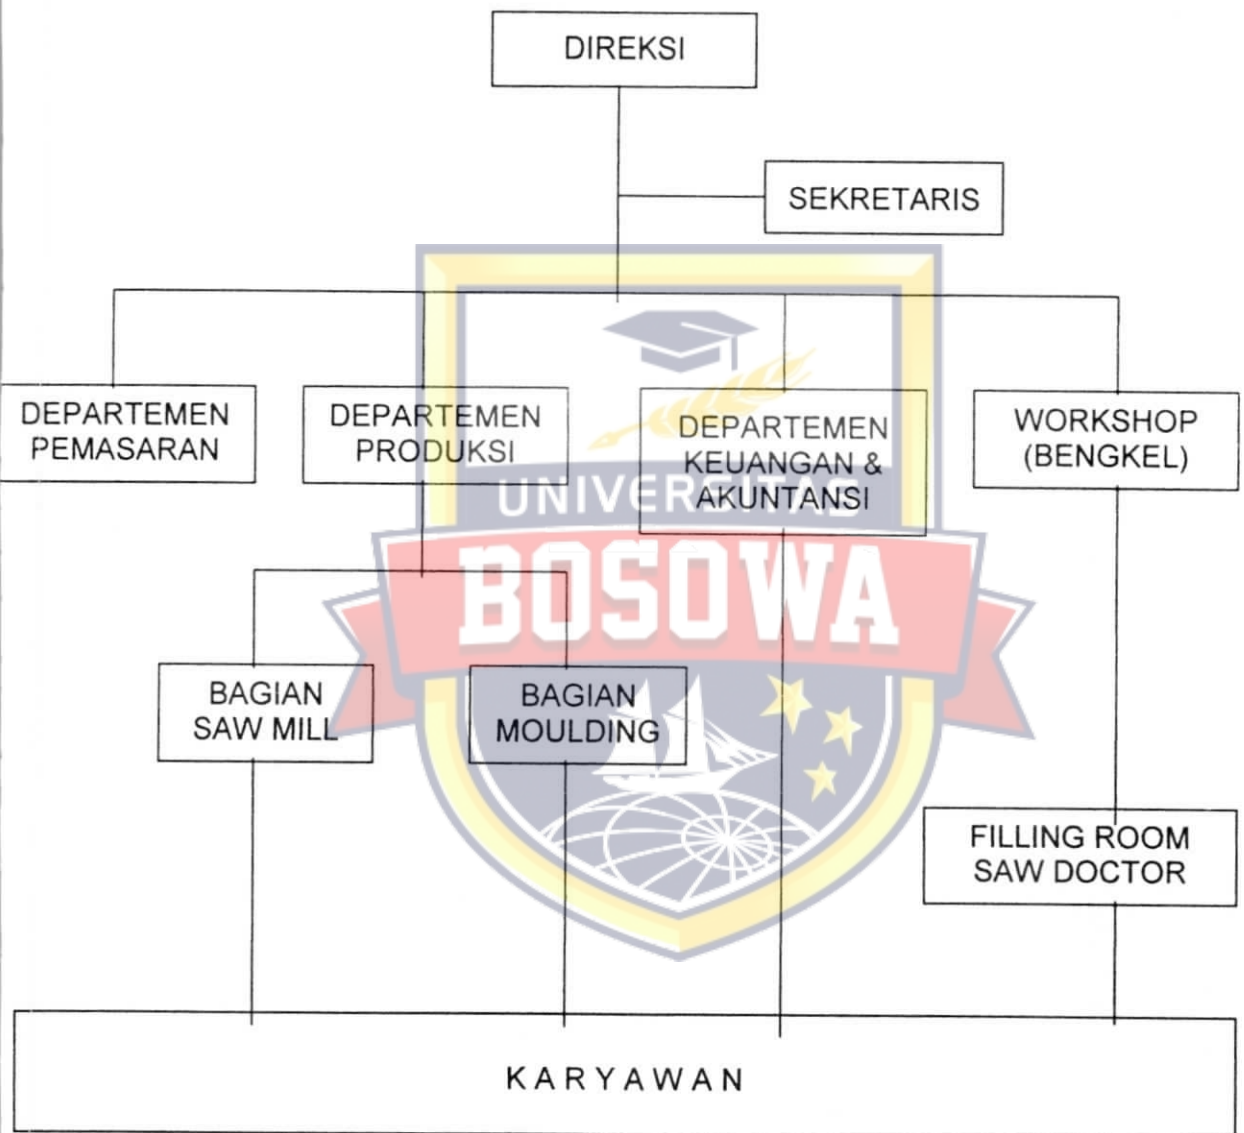 DIREKSI
SEKRETARIS
DEPARTEMEN
PEMASARAN
DEPARTEMEN
PRODUKSI
DEPARTEMEN
KEUANGAN &
AKUNTANSI
WORKSHOP
(BENGKEL)
UNIVERSITAS
BOSOWA
BAGIAN
SAW MILL
BAGIAN
MOULDING
FILLING ROOM
SAW DOCTOR
KARYAWAN